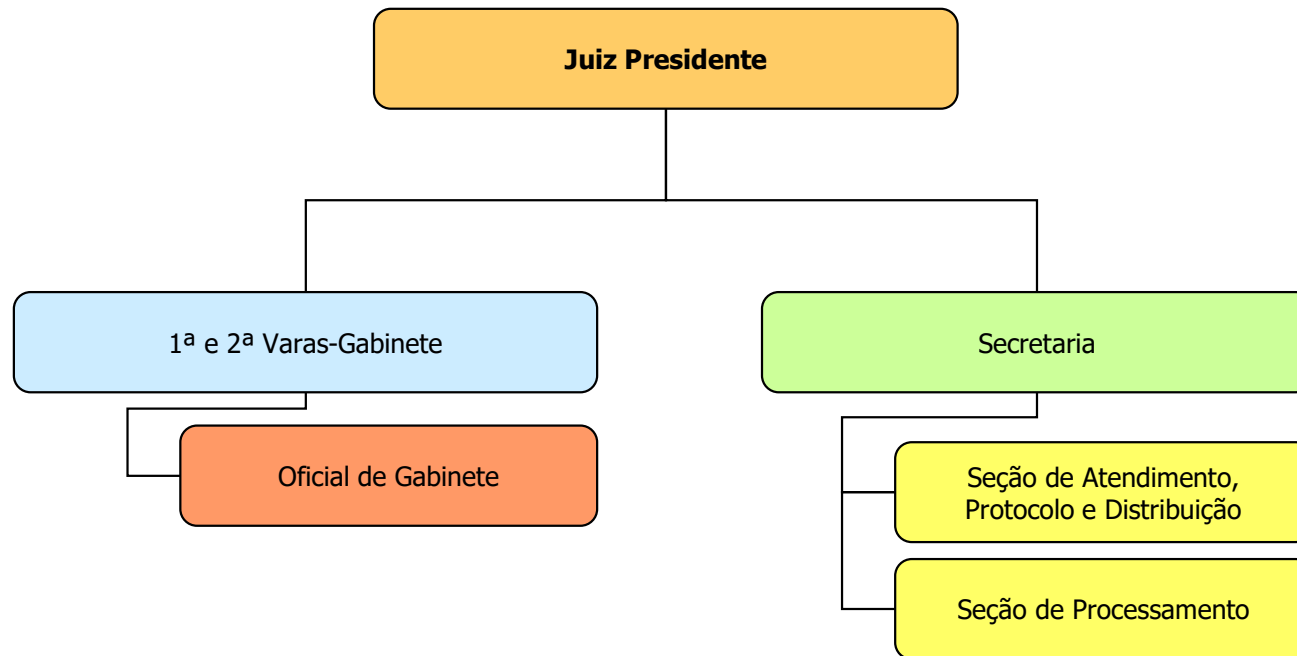 Juiz Presidente
1ª e 2ª Varas-Gabinete
Secretaria
Oficial de Gabinete
Seção de Atendimento,
Protocolo e Distribuição
Seção de Processamento